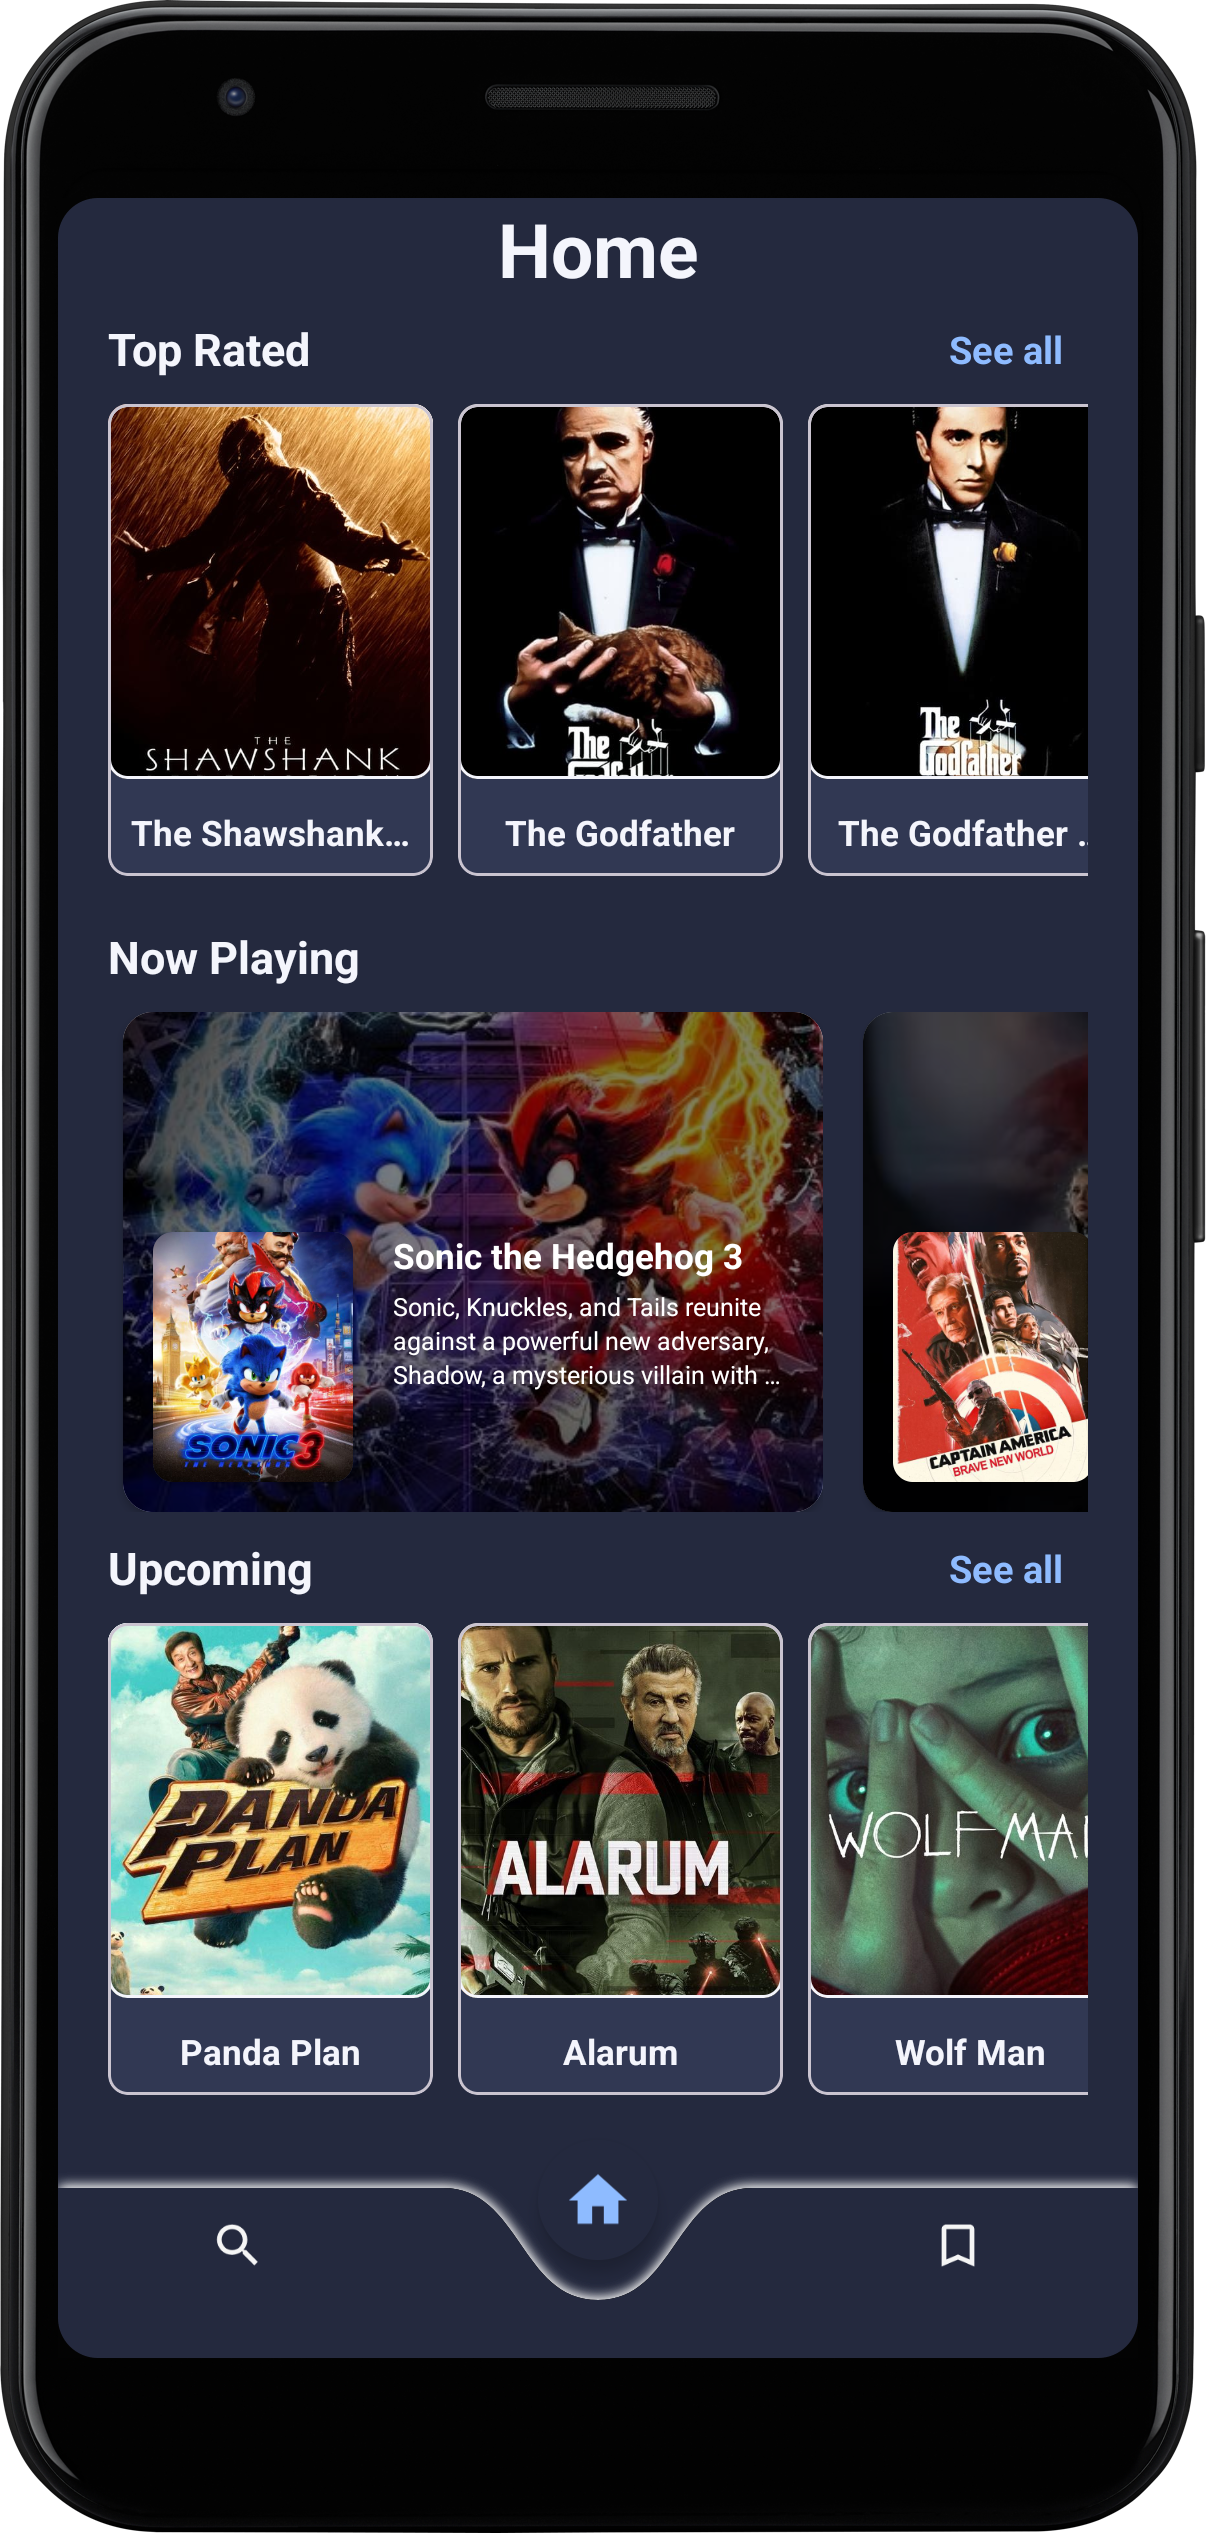 Home
Top Rated
See all
THE
SHAWSHANK
The
Godfather
The
Godfather
The Shawshank...
The Godfather
The Godfather ..
Now Playing
Sonic the Hedgehog 3
Sonic, Knuckles, and Tails reunite
against a powerful new adversary,
Shadow, a mysterious villain with ...
SONIC 3
CAPTAIN AMERICA
BRAVE NEW WORLD
Upcoming
See all
PANDA
PLAN
ALARUM
WOLF MA
Panda Plan
Alarum
Wolf Man